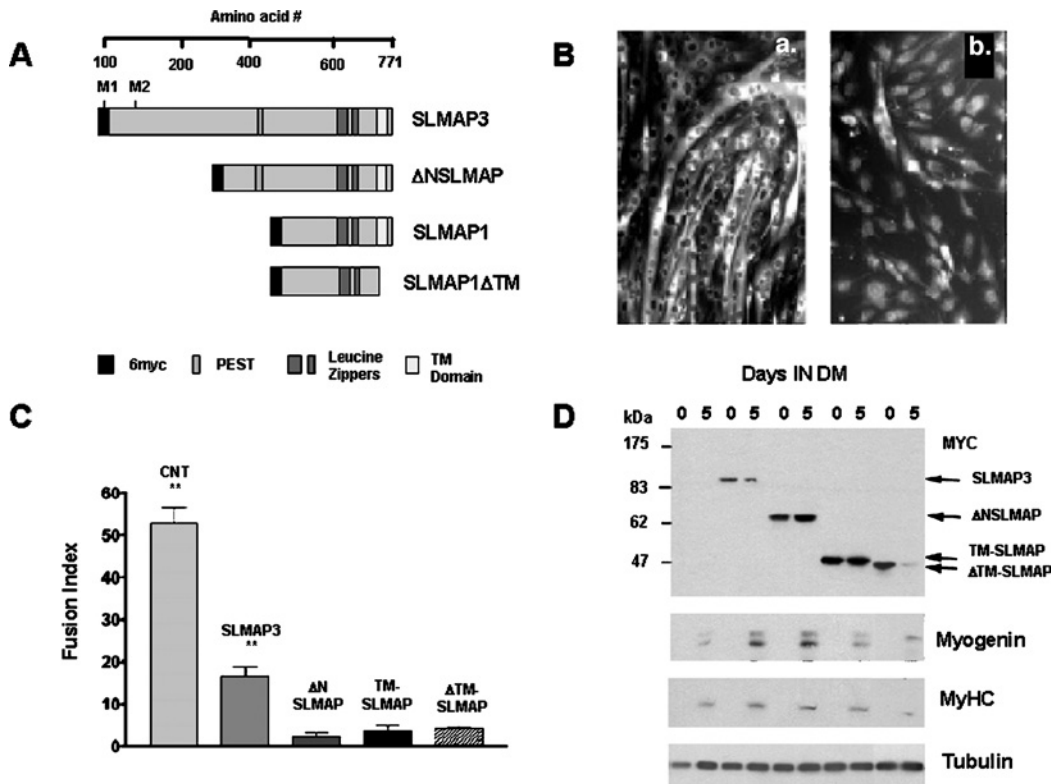 A
Amino acid #
100 200 400 600 771
M1 M2
SLMAP3
ΔNSLMAP
SLMAP1
SLMAP1ΔTM
6myc PEST Leucine Zippers TM Domain
B
a.
b.
C
Fusion Index
60
50
40
30
20
10
0
CNT
**
SLMAP3
**
ΔN
SLMAP
TM-
SLMAP
ΔTM-
SLMAP
Days IN DM
D
kDa
0 5 0 5 0 5 0 5 0 5
175
83
62
47
MYC
SLMAP3
ΔNSLMAP
TM-SLMAP
ΔTM-SLMAP
Myogenin
MyHC
Tubulin